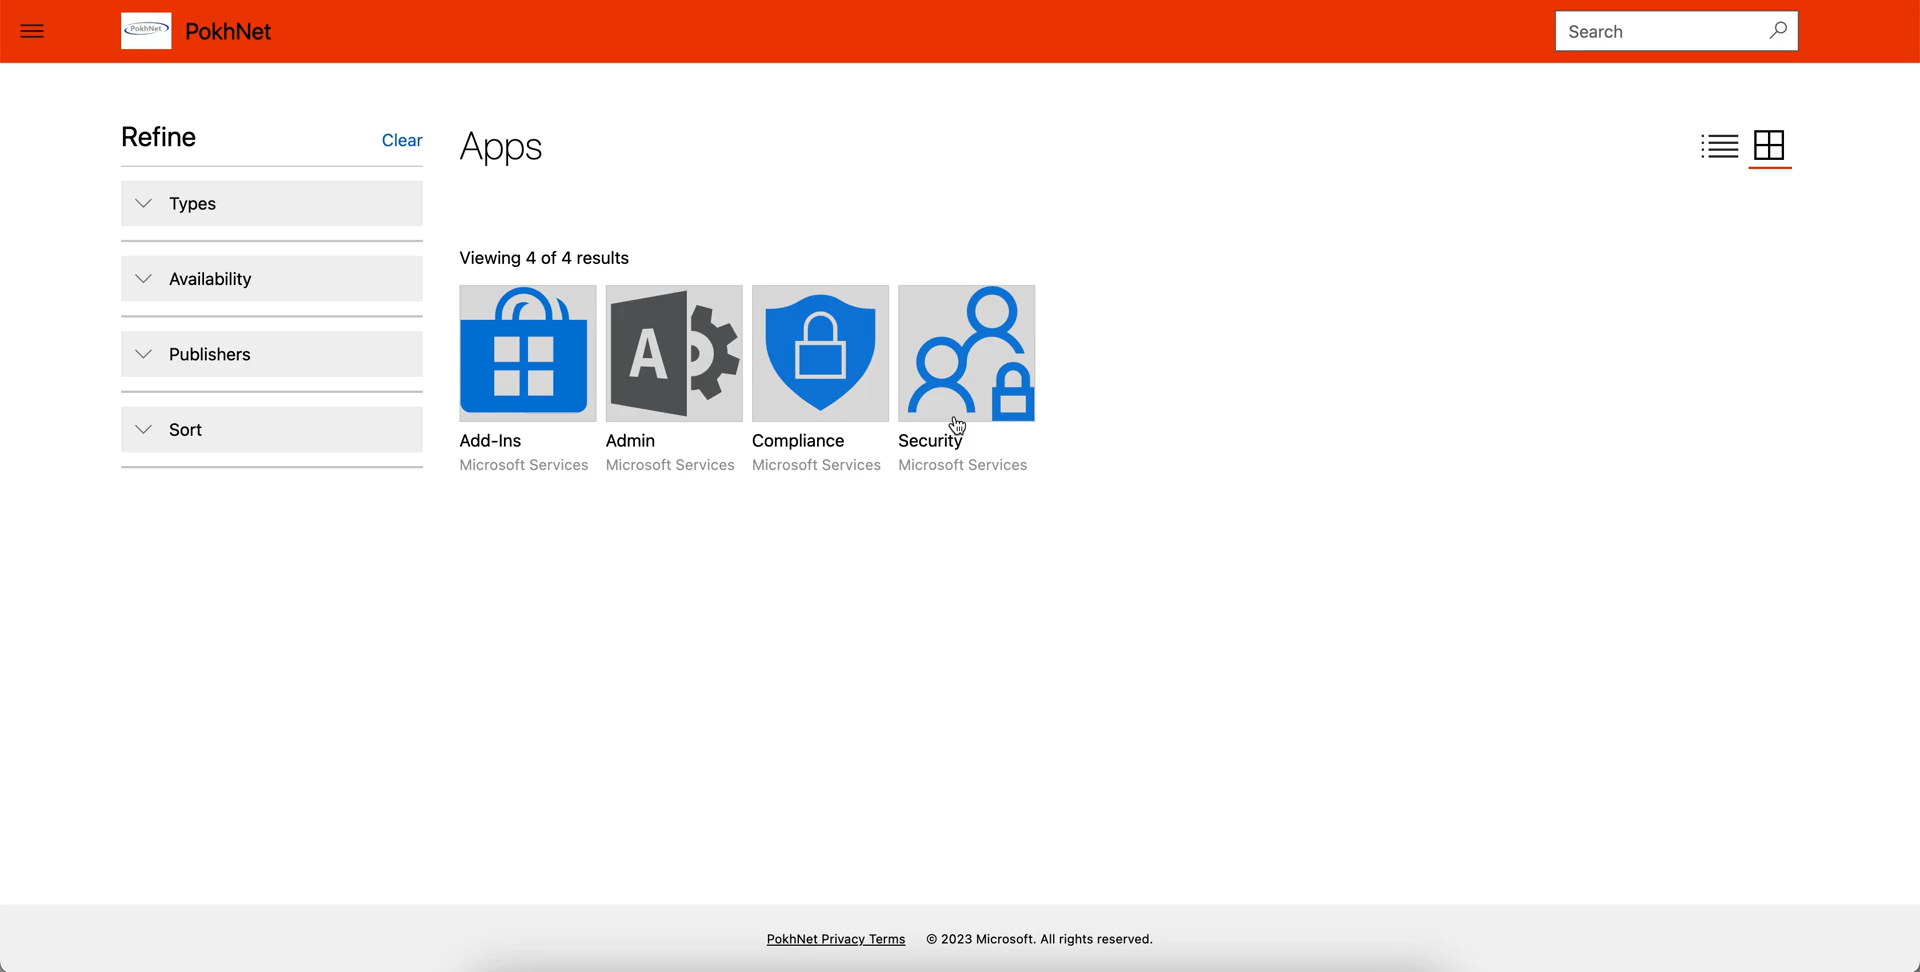 PokhNet
PokhNet
Search
Refine
Clear
Types
Availability
Publishers
Sort
Apps
Viewing 4 of 4 results
A
Add-Ins
Microsoft Services
Admin
Microsoft Services
Compliance
Microsoft Services
Security
Microsoft Services
PokhNet Privacy Terms
© 2023 Microsoft. All rights reserved.